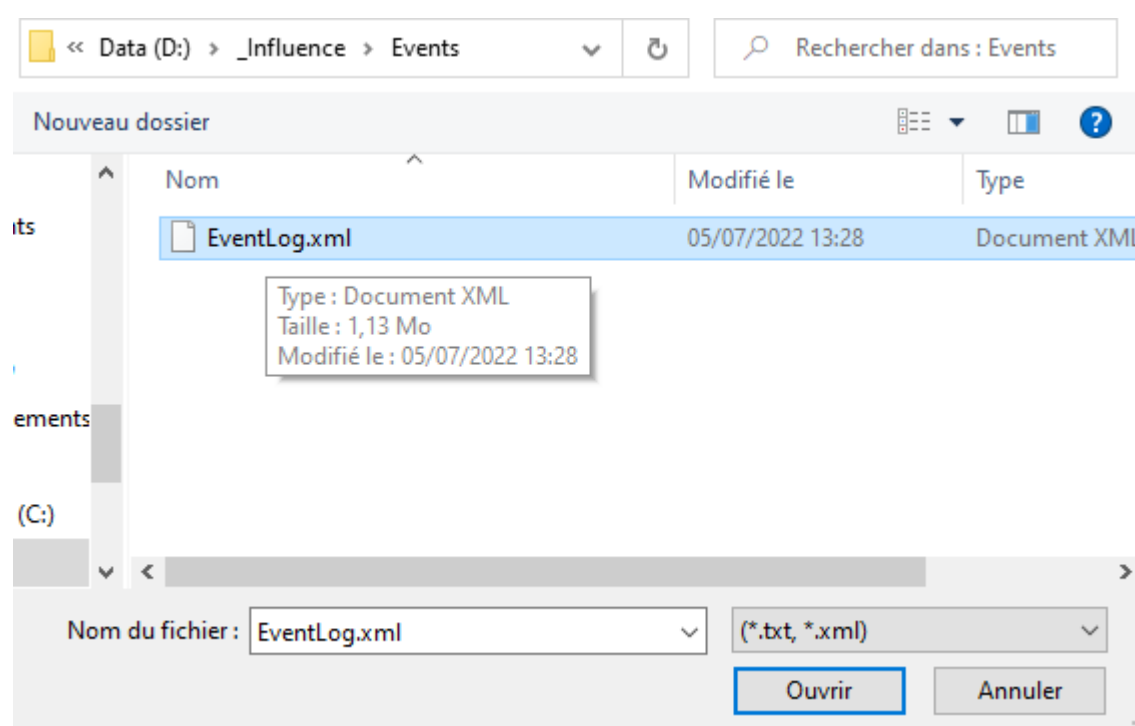 « Data (D:) > _Influence > Events
Rechercher dans : Events
Nouveau dossier
Nom Modifié le Type
nts
EventLog.xml 05/07/2022 13:28 Document XML
Type : Document XML
Taille : 1,13 Mo
Modifié le : 05/07/2022 13:28
ements
(C:)
Nom du fichier : EventLog.xml (*.txt, *.xml)
Ouvrir Annuler